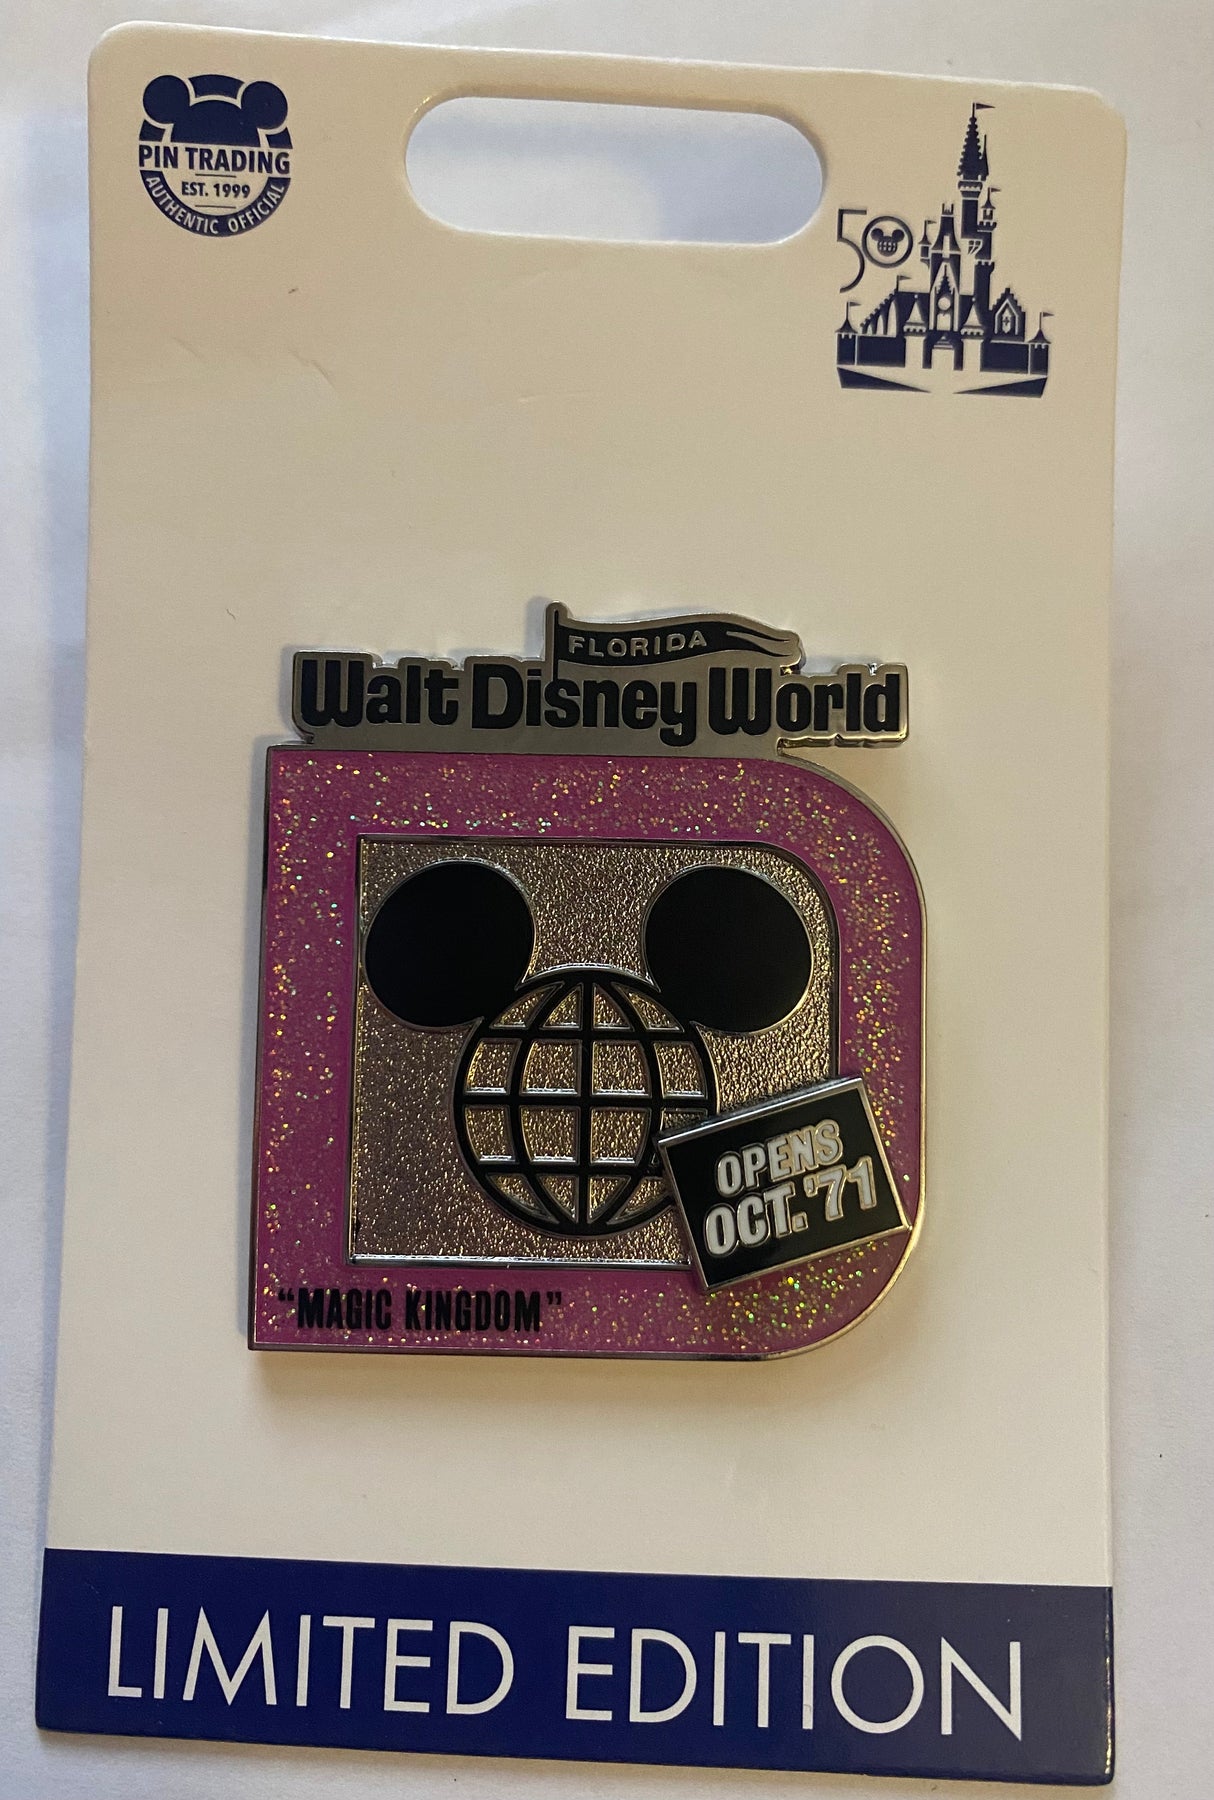 PIN TRADING
EST. 1999
AUTHENTIC OFFICIAL
50
FLORIDA
Walt Disney World
OPENS
OCT. '71
"MAGIC KINGDOM"
LIMITED EDITION